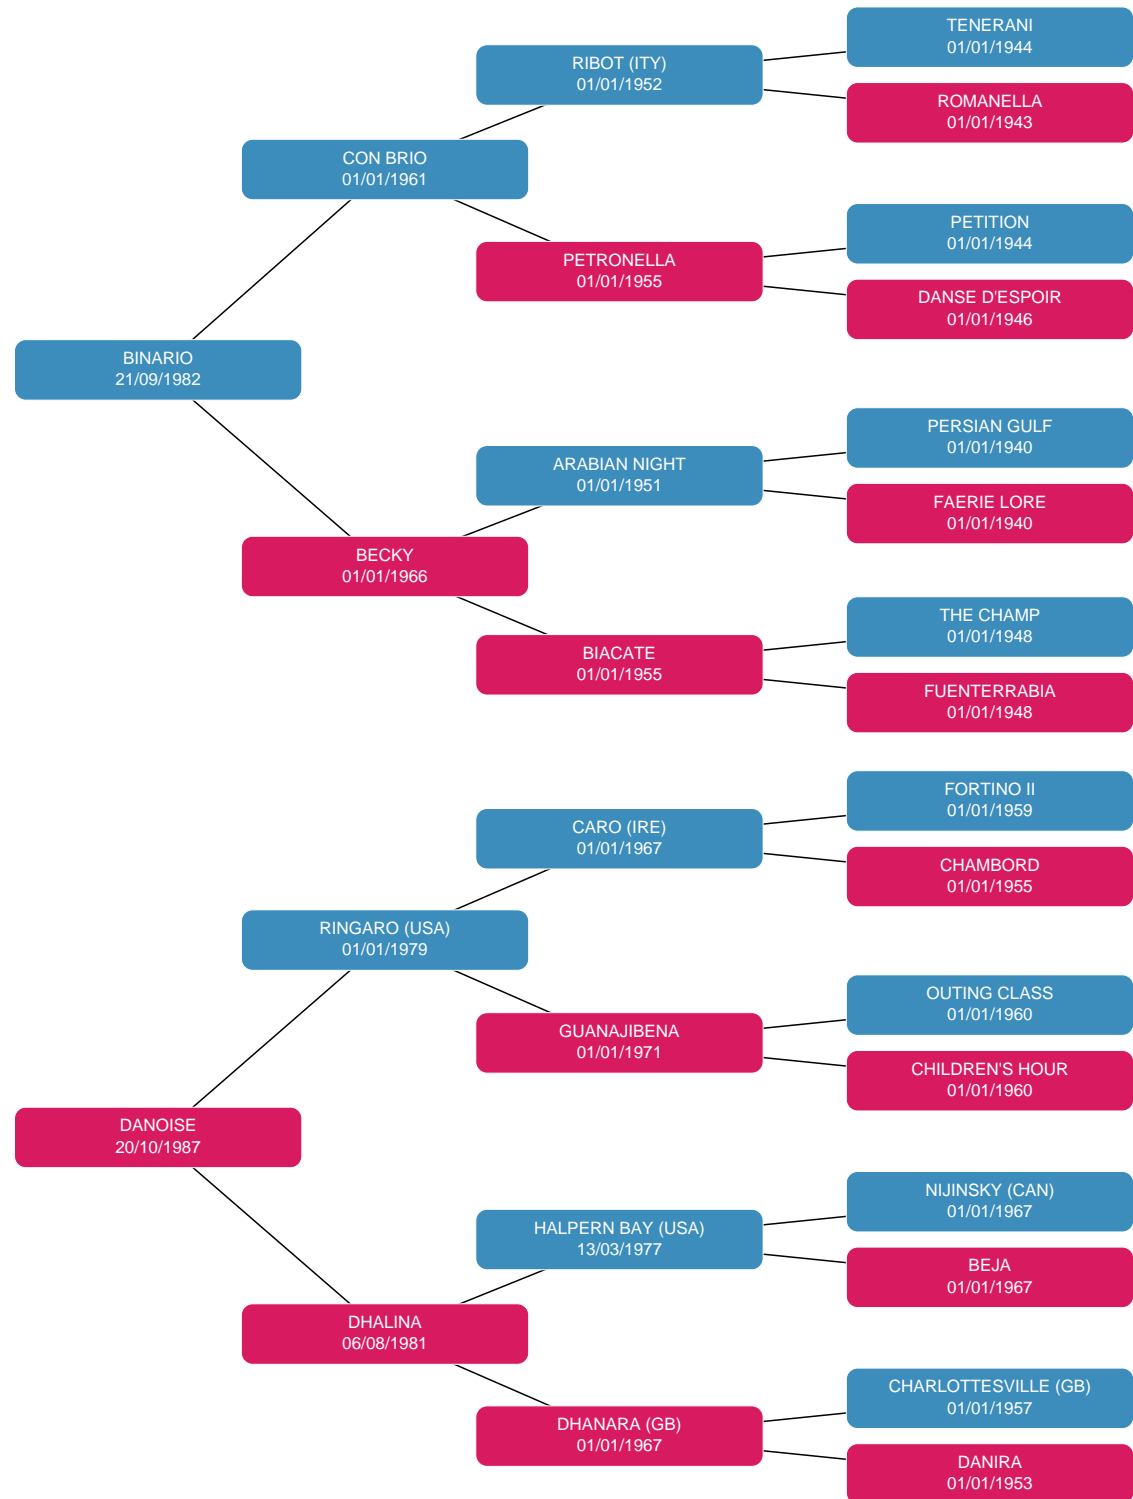 TENERANI
01/01/1944
RIBOT (ITY)
01/01/1952
ROMANELLA
01/01/1943
CON BRIO
01/01/1961
PETITION
01/01/1944
PETRONELLA
01/01/1955
DANSE D'ESPOIR
01/01/1946
BINARIO
21/09/1982
PERSIAN GULF
01/01/1940
ARABIAN NIGHT
01/01/1951
FAERIE LORE
01/01/1940
BECKY
01/01/1966
THE CHAMP
01/01/1948
BIACATE
01/01/1955
FUENTERRABIA
01/01/1948
FORTINO II
01/01/1959
CARO (IRE)
01/01/1967
CHAMBORD
01/01/1955
RINGARO (USA)
01/01/1979
OUTING CLASS
01/01/1960
GUANAJIBENA
01/01/1971
CHILDREN'S HOUR
01/01/1960
DANOISE
20/10/1987
NIJINSKY (CAN)
01/01/1967
HALPERN BAY (USA)
13/03/1977
BEJA
01/01/1967
DHALINA
06/08/1981
CHARLOTTESVILLE (GB)
01/01/1957
DHANARA (GB)
01/01/1967
DANIRA
01/01/1953